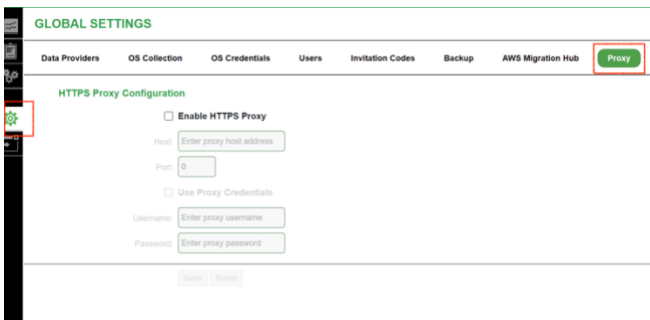 GLOBAL SETTINGS
Data Providers OS Collection OS Credentials Users Invitation Codes Backup AWS Migration Hub Proxy
HTTPS Proxy Configuration
Enable HTTPS Proxy
Host: Enter proxy host address
Port: 0
Use Proxy Credentials
Username: Enter proxy username
Password: Enter proxy password
Save Reset